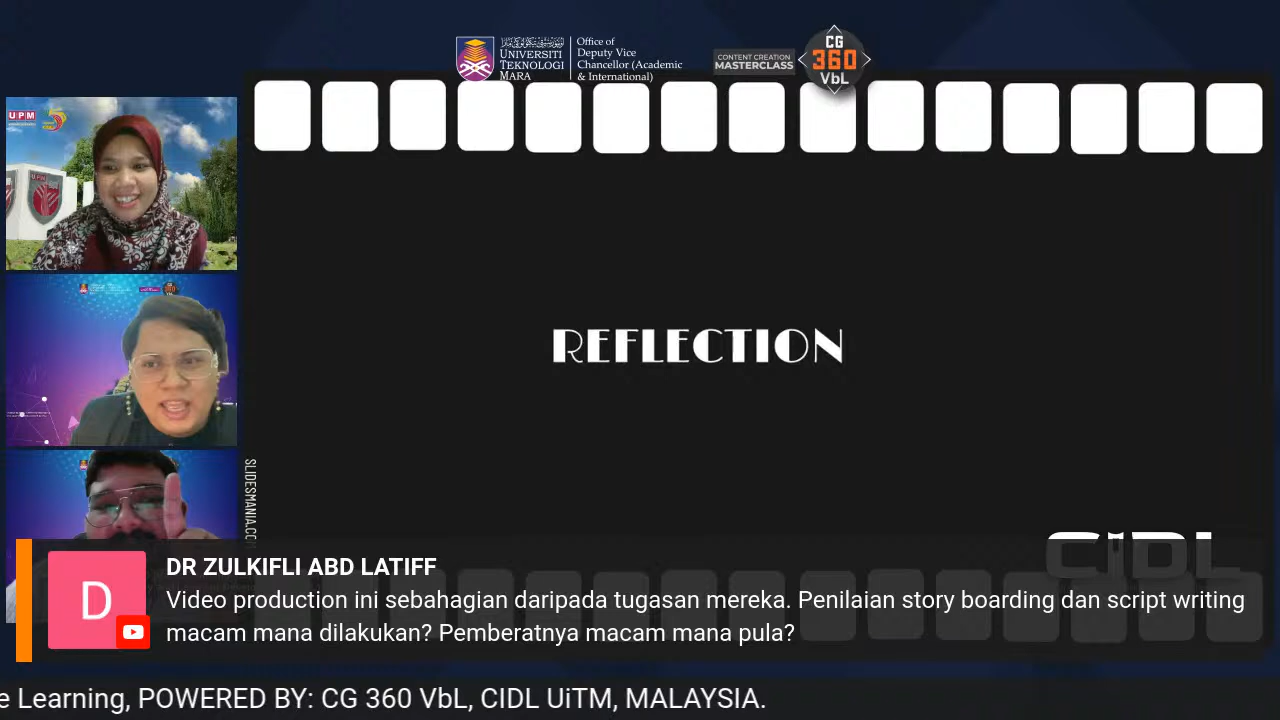 UNIVERSITI
TEKNOLOGI
MARA
Office of
Deputy Vice
Chancellor (Academic
& International)
CONTENT CREATION
MASTERCLASS
CG
360
VbL
UPM
UPM
REFLECTION
SLIDESMANIA.CO
CIDL
D
DR ZULKIFLI ABD LATIFF
Video production ini sebahagian daripada tugasan mereka. Penilaian story boarding dan script writing
macam mana dilakukan? Pemberatnya macam mana pula?
e Learning, POWERED BY: CG 360 VbL, CIDL UiTM, MALAYSIA.